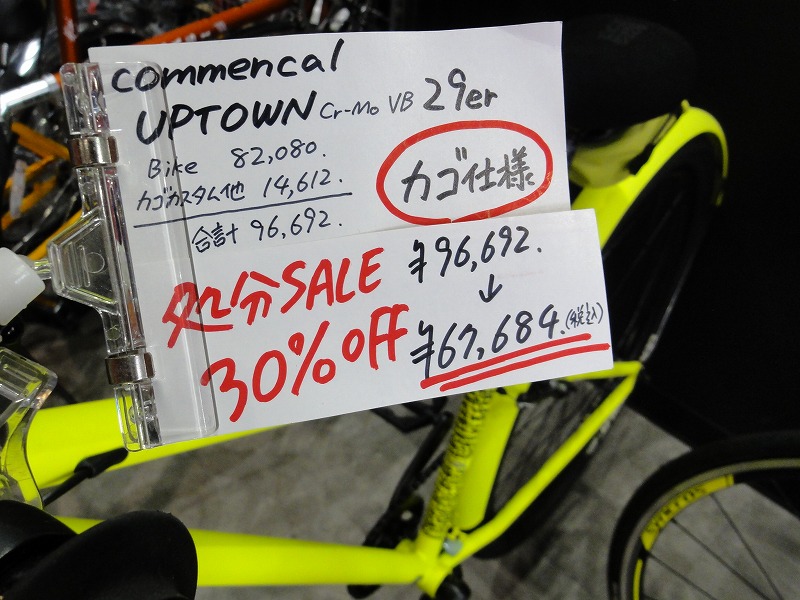 commencal
UPTOWN Cr-Mo VB 29er
Bike 82,080.
カゴカスタム他 14,612.
合計 96,692.
カゴ仕様
処分SALE
30%OFF
¥96,692.
↓
¥67,684.(税込)